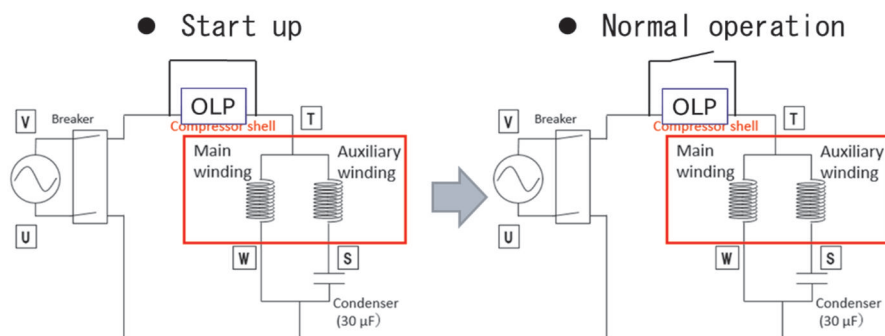 ● Start up
OLP
Breaker
V
T
Compressor shell
Main
winding
Auxiliary
winding
U
W
S
Condenser
(30 μF)
● Normal operation
OLP
Breaker
V
T
Compressor shell
Main
winding
Auxiliary
winding
U
W
S
Condenser
(30 μF)